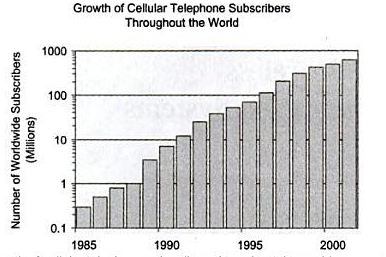 Growth of Cellular Telephone Subscribers
Throughout the World
Number of Worldwide Subscribers
(Millions)
1000
100
10
1
0.1
1985
1990
1995
2000